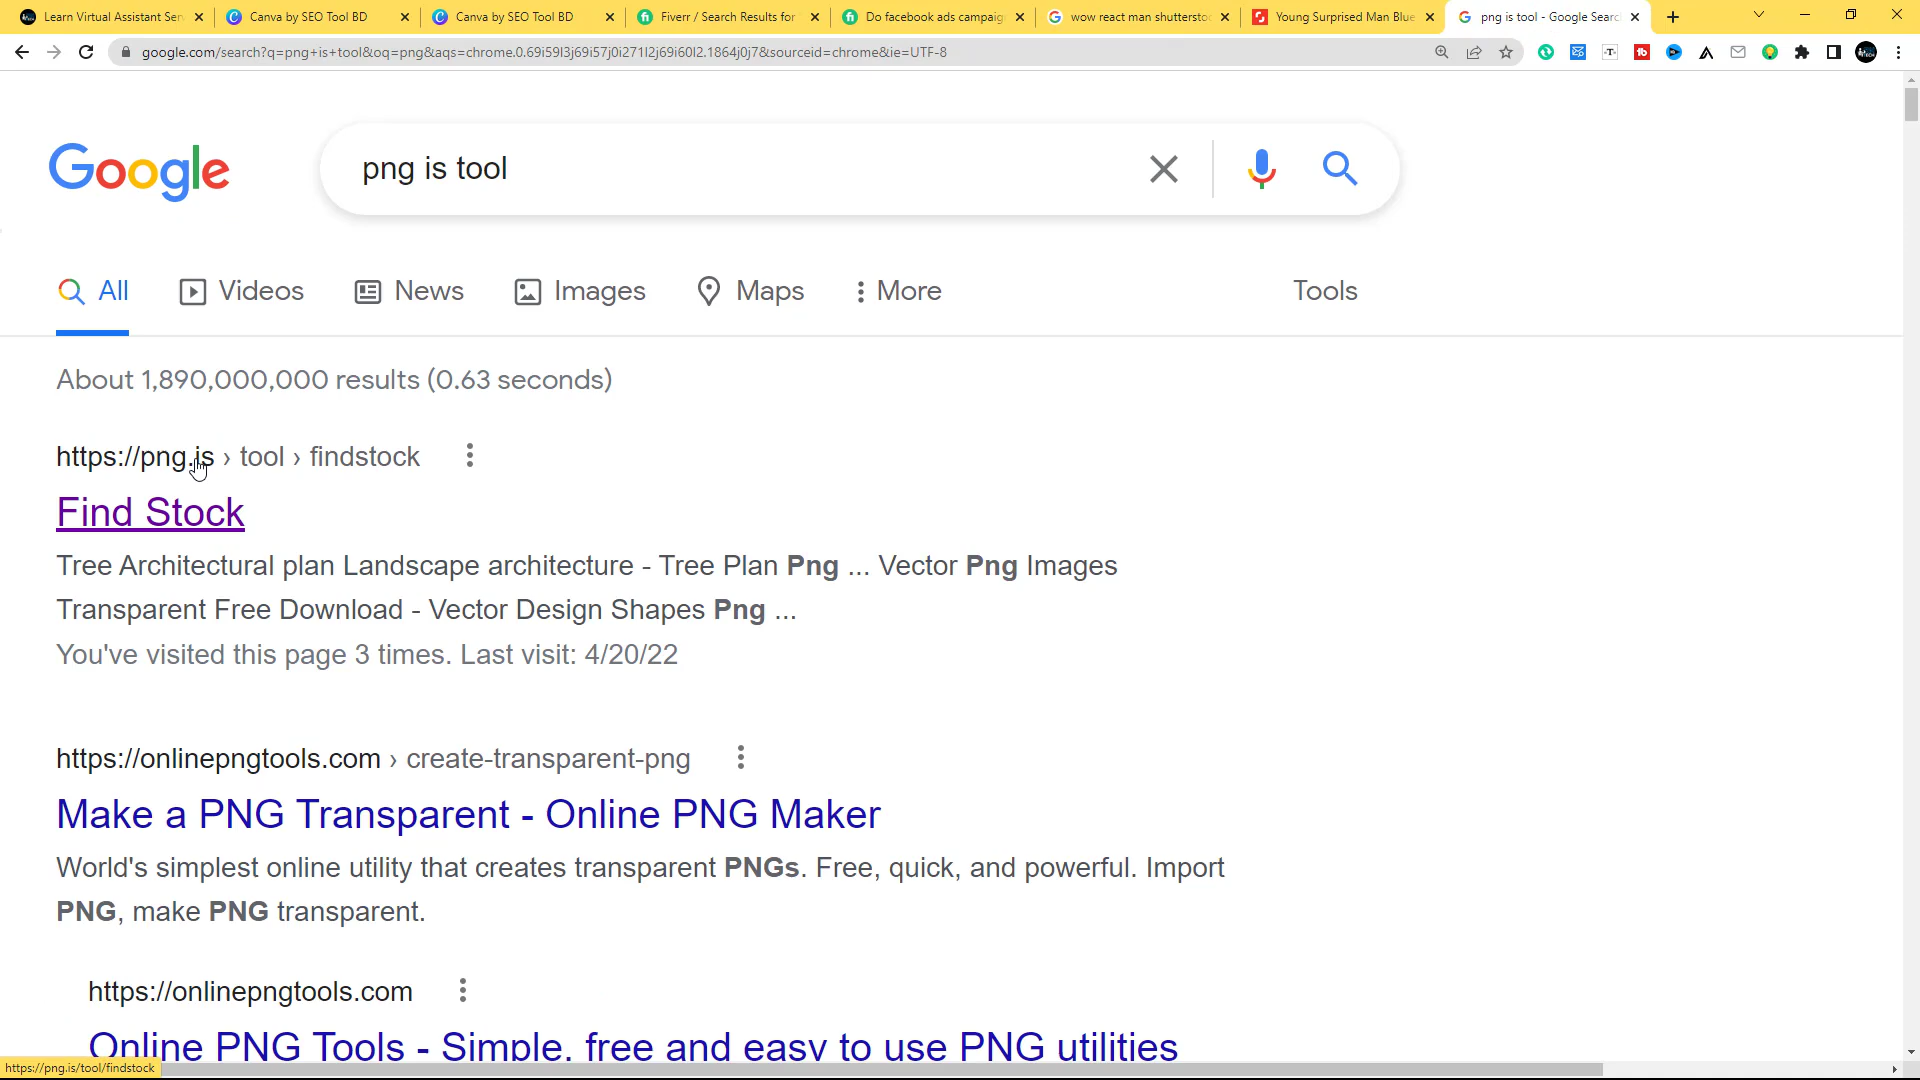 Learn Virtual Assistant Ser
Canva by SEO Tool BD
Canva by SEO Tool BD
Fiverr / Search Results for
Do facebook ads campaig
wow react man shuttersto
Young Surprised Man Blue
png is tool - Google Searc
google.com/search?q=png+is+tool&oq=png&aqs=chrome.0.69i59l3j69i57j0i271l2j69i60l2.1864j0j7&sourceid=chrome&ie=UTF-8
Google
png is tool
All
Videos
News
Images
Maps
More
Tools
About 1,890,000,000 results (0.63 seconds)
https://png.is › tool › findstock
Find Stock
Tree Architectural plan Landscape architecture - Tree Plan Png ... Vector Png Images
Transparent Free Download - Vector Design Shapes Png ...
You've visited this page 3 times. Last visit: 4/20/22
https://onlinepngtools.com › create-transparent-png
Make a PNG Transparent - Online PNG Maker
World's simplest online utility that creates transparent PNGs. Free, quick, and powerful. Import
PNG, make PNG transparent.
https://onlinepngtools.com
Online PNG Tools - Simple, free and easy to use PNG utilities
https://png.is/tool/findstock